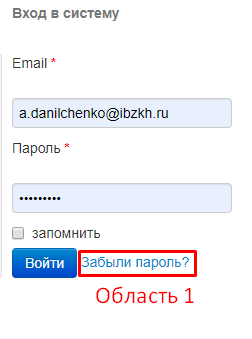 Вход в систему
Email *
a.danilchenko@ibzkh.ru
Пароль *
•••••••••
запомнить
Войти Забыли пароль?
Область 1